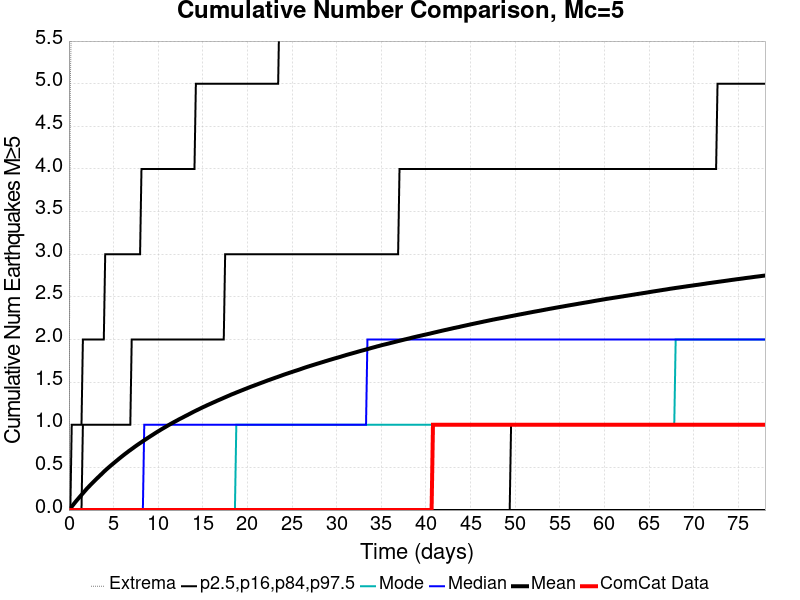 Cumulative Number Comparison, Mc=5
Cumulative Num Earthquakes M≥5
5.5
5.0
4.5
4.0
3.5
3.0
2.5
2.0
1.5
1.0
0.5
0.0
0 5 10 15 20 25 30 35 40 45 50 55 60 65 70 75
Time (days)
Extrema p2.5,p16,p84,p97.5 Mode Median Mean ComCat Data